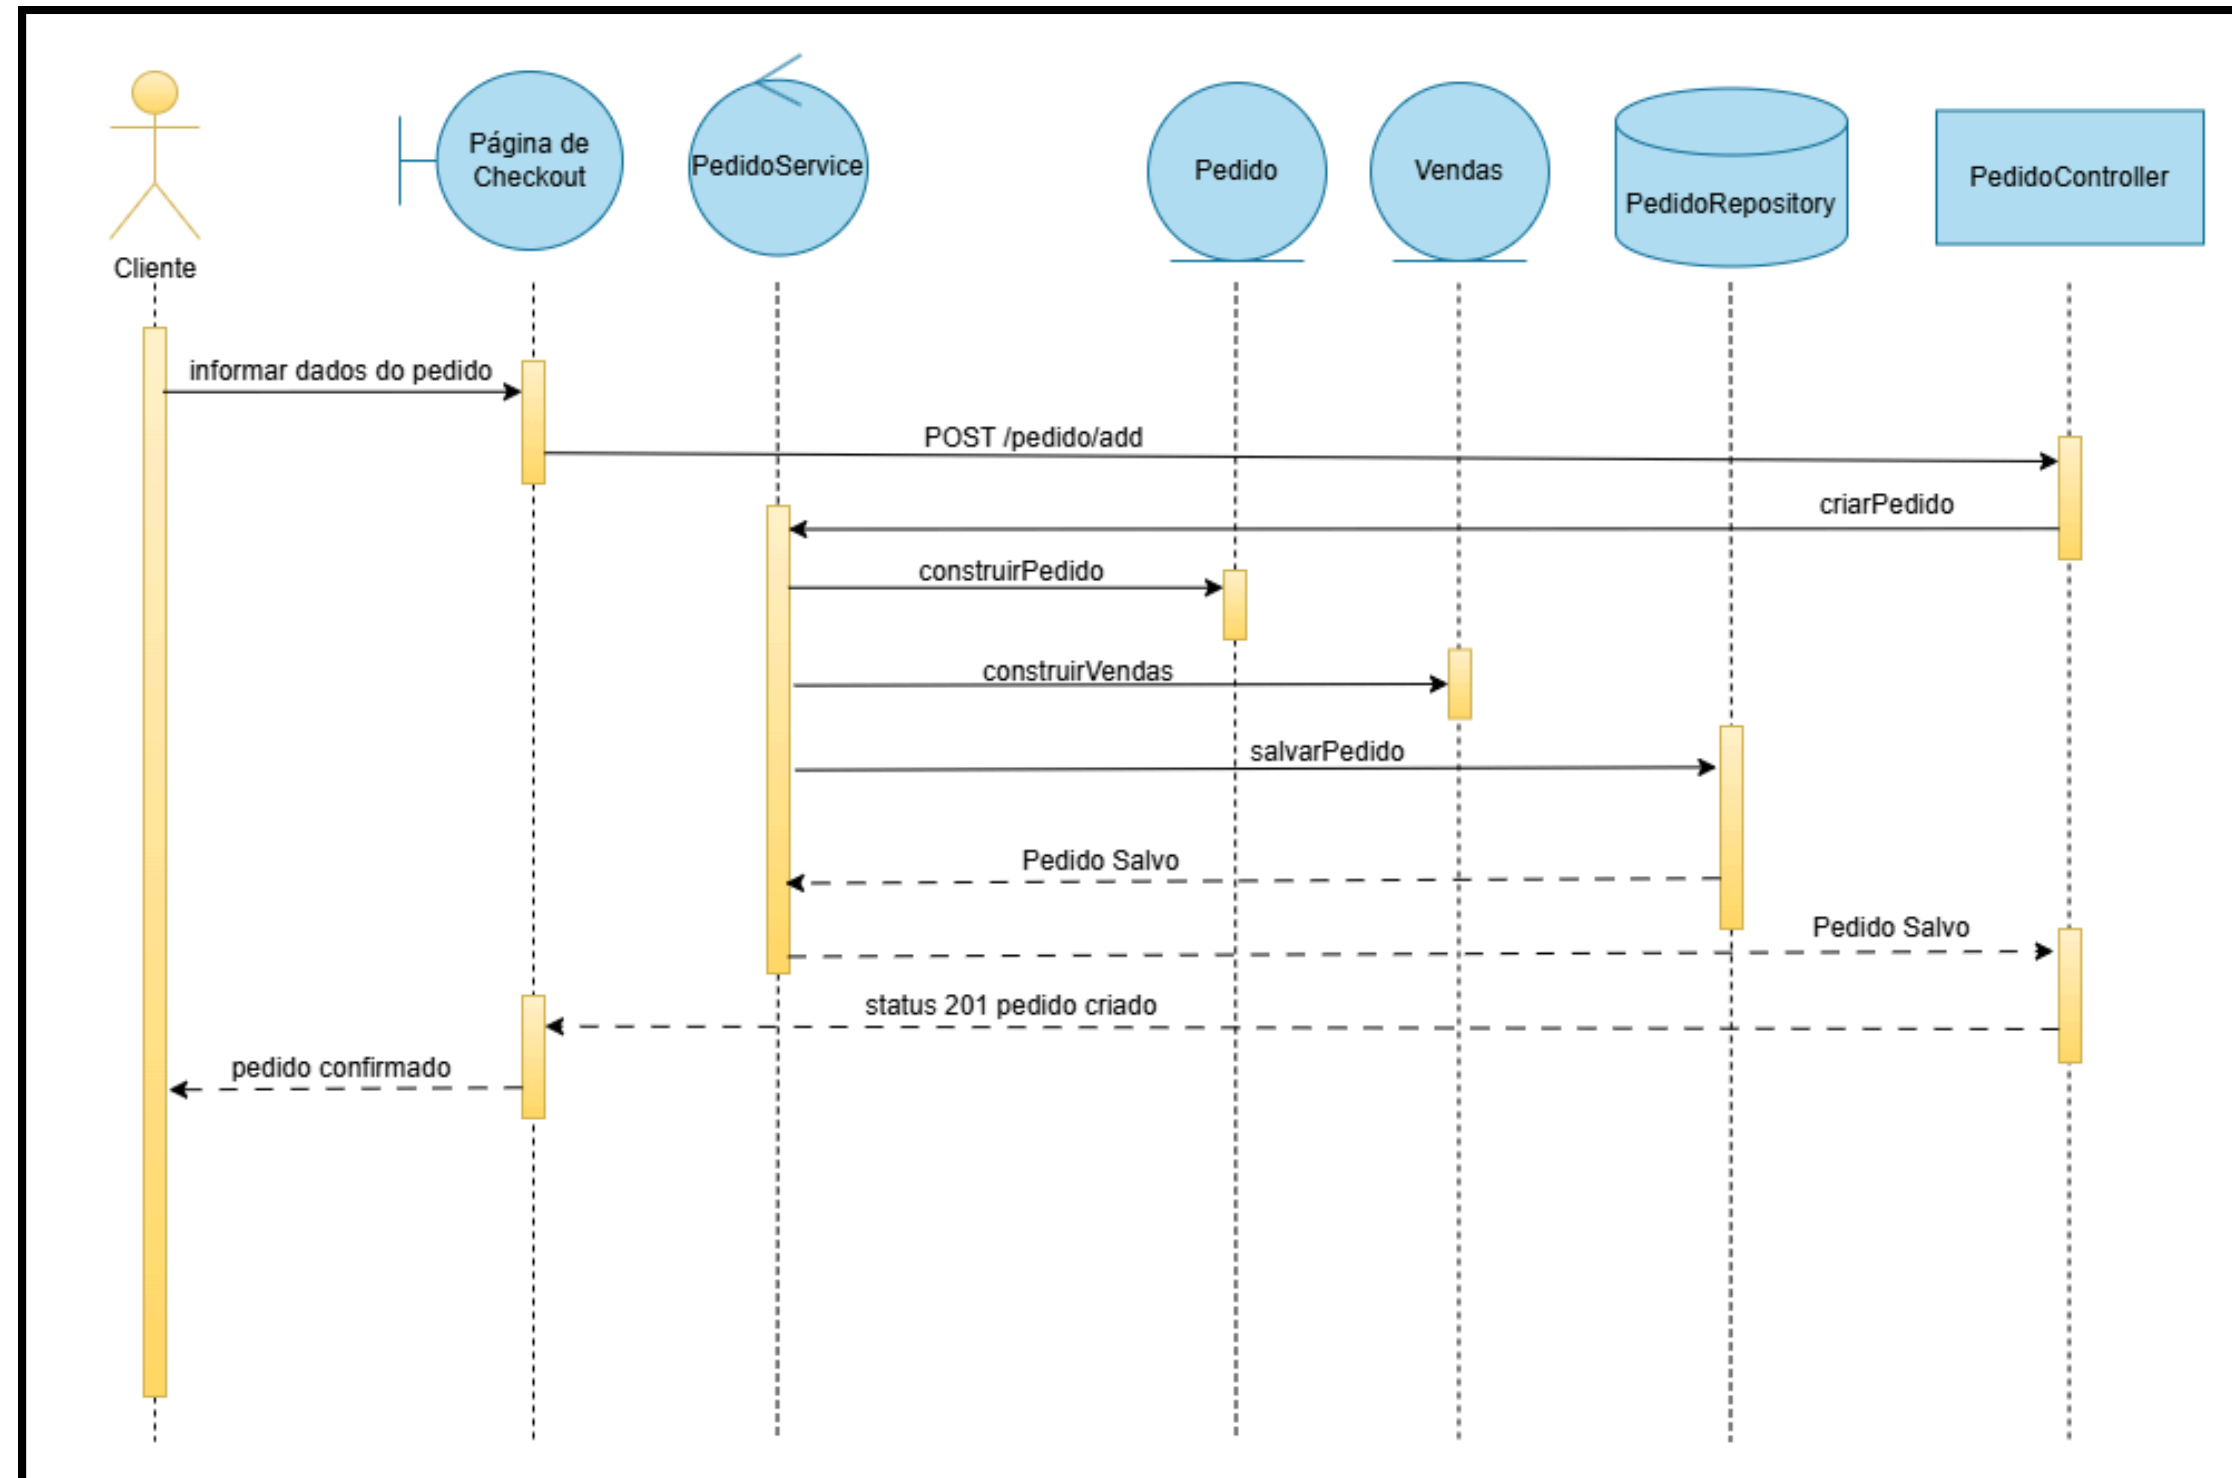 Cliente
Página de
Checkout
PedidoService
Pedido
Vendas
PedidoRepository
PedidoController
informar dados do pedido
POST /pedido/add
criarPedido
construirPedido
construirVendas
salvarPedido
Pedido Salvo
Pedido Salvo
status 201 pedido criado
pedido confirmado